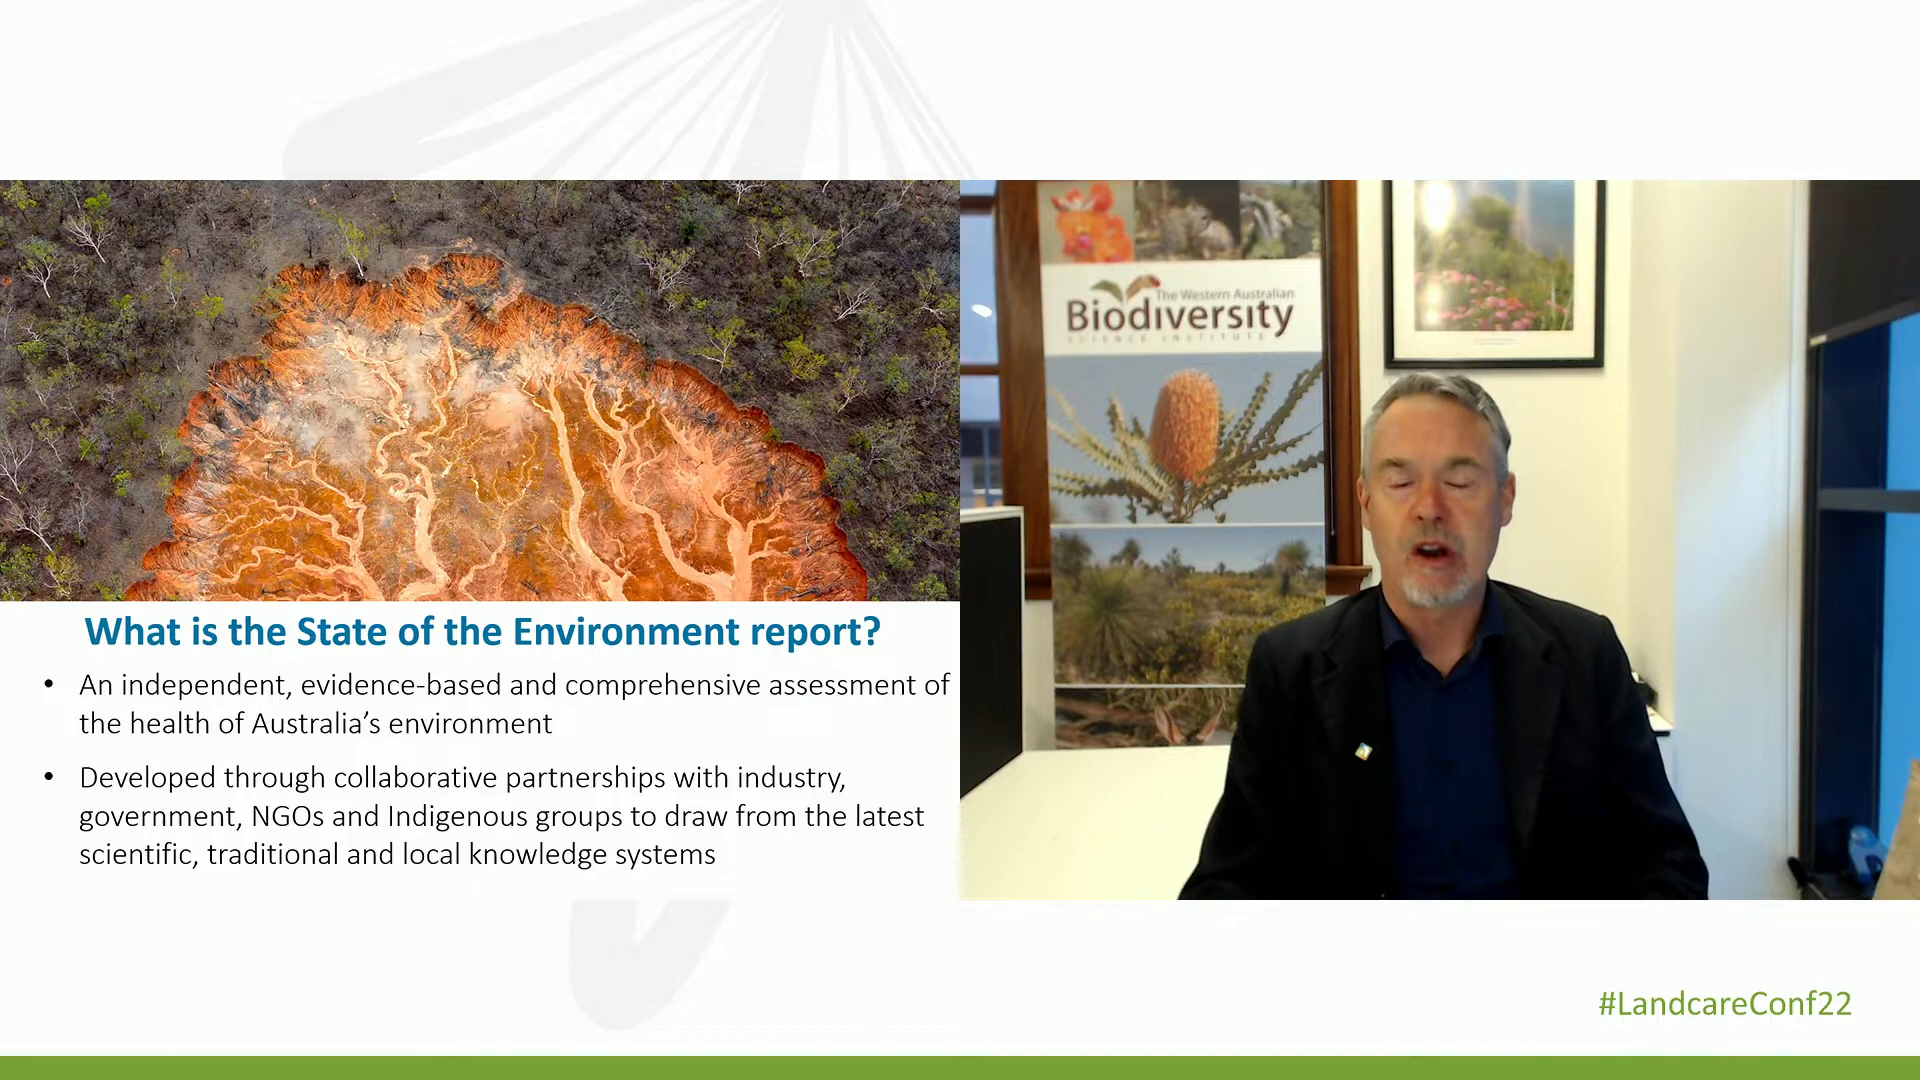 The Western Australian
Biodiversity
SCIENCE INSTITUTE
What is the State of the Environment report?
• An independent, evidence-based and comprehensive assessment of
the health of Australia’s environment
• Developed through collaborative partnerships with industry,
government, NGOs and Indigenous groups to draw from the latest
scientific, traditional and local knowledge systems
#LandcareConf22